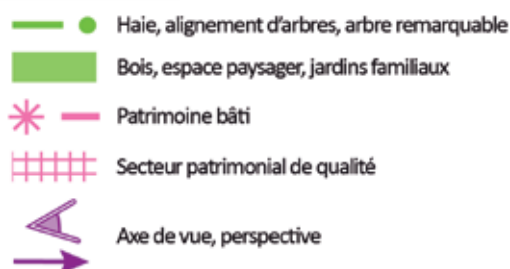 Haie, alignement d'arbres, arbre remarquable
Bois, espace paysager, jardins familiaux
Patrimoine bâti
Secteur patrimonial de qualité
Axe de vue, perspective